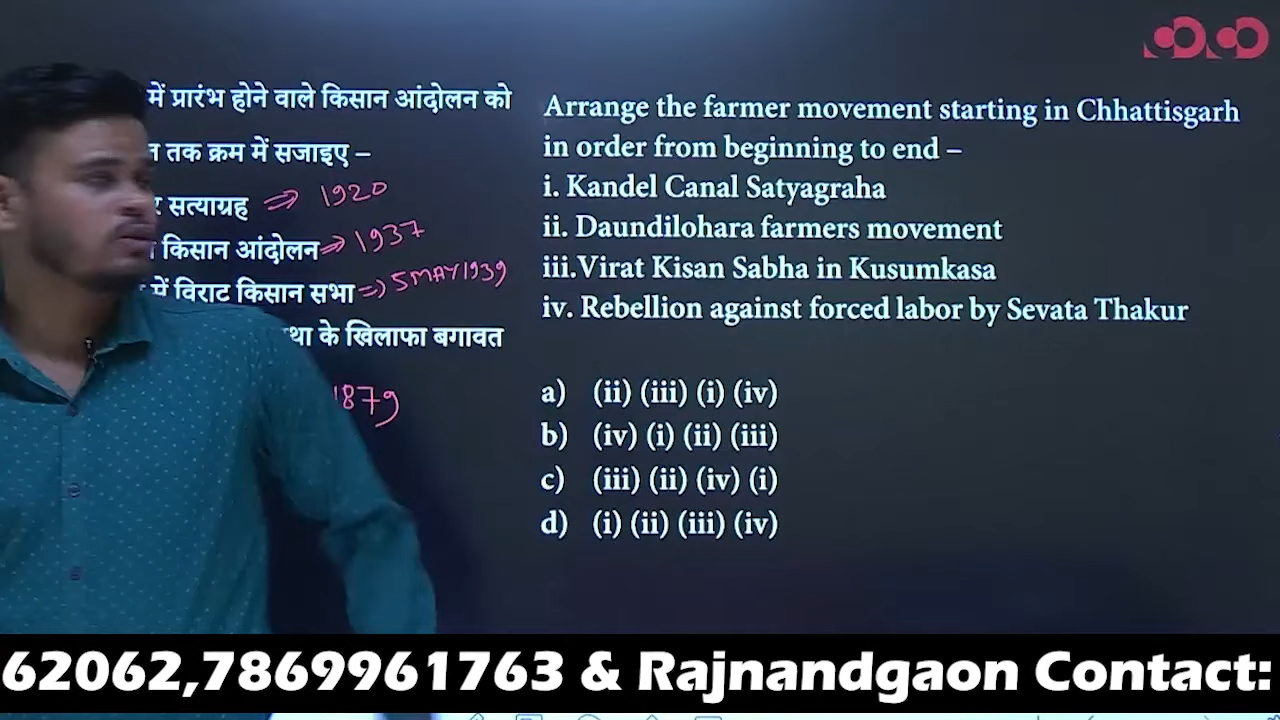 में प्रारंभ होने वाले किसान आंदोलन को
तक क्रम में सजाइए –
सत्याग्रह => 1920
किसान आंदोलन => 1937
में विराट किसान सभा => 5 MAY 1939
के खिलाफा बगावत
1879
Arrange the farmer movement starting in Chhattisgarh
in order from beginning to end –
i. Kandel Canal Satyagraha
ii. Daundilohara farmers movement
iii.Virat Kisan Sabha in Kusumkasa
iv. Rebellion against forced labor by Sevata Thakur
a) (ii) (iii) (i) (iv)
b) (iv) (i) (ii) (iii)
c) (iii) (ii) (iv) (i)
d) (i) (ii) (iii) (iv)
62062,7869961763 & Rajnandgaon Contact: